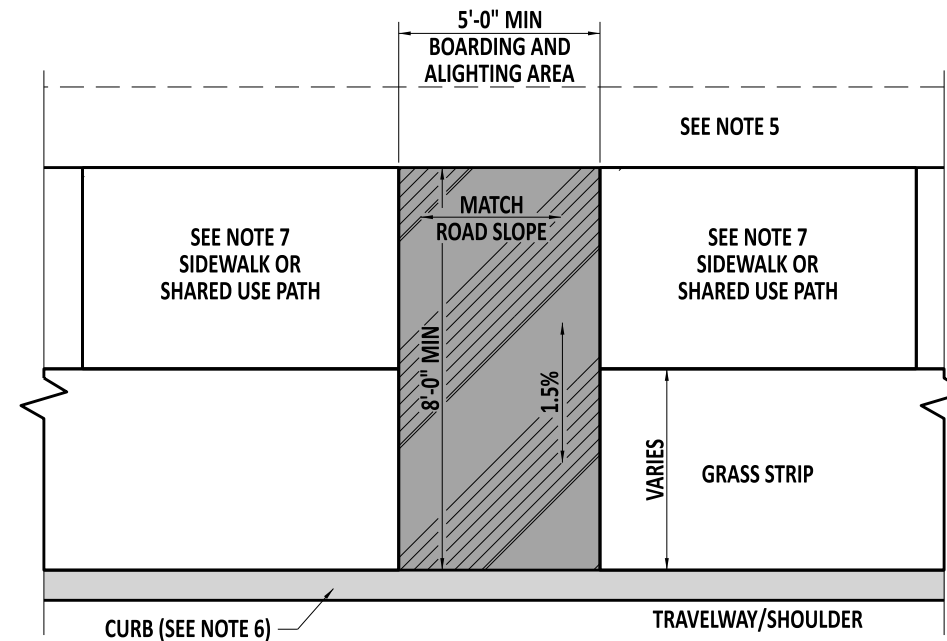 5'-0" MIN
BOARDING AND
ALIGHTING AREA
SEE NOTE 5
MATCH
ROAD SLOPE
SEE NOTE 7
SIDEWALK OR
SHARED USE PATH
SEE NOTE 7
SIDEWALK OR
SHARED USE PATH
8'-0" MIN
1.5%
VARIES
GRASS STRIP
CURB (SEE NOTE 6)
TRAVELWAY/SHOULDER